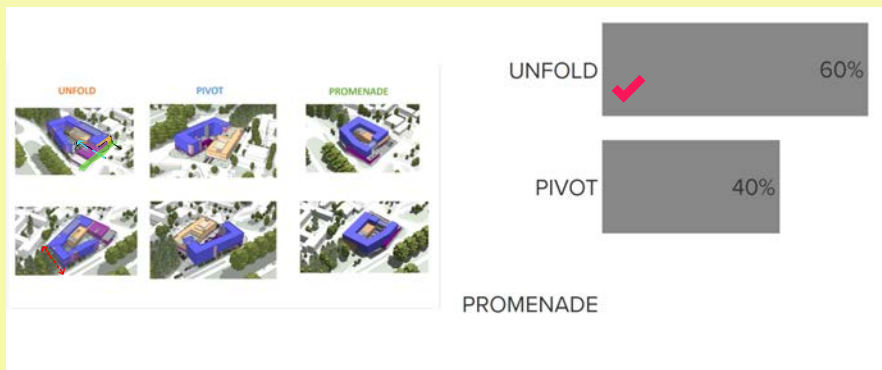 UNFOLD PIVOT PROMENADE
UNFOLD 60%
PIVOT 40%
PROMENADE